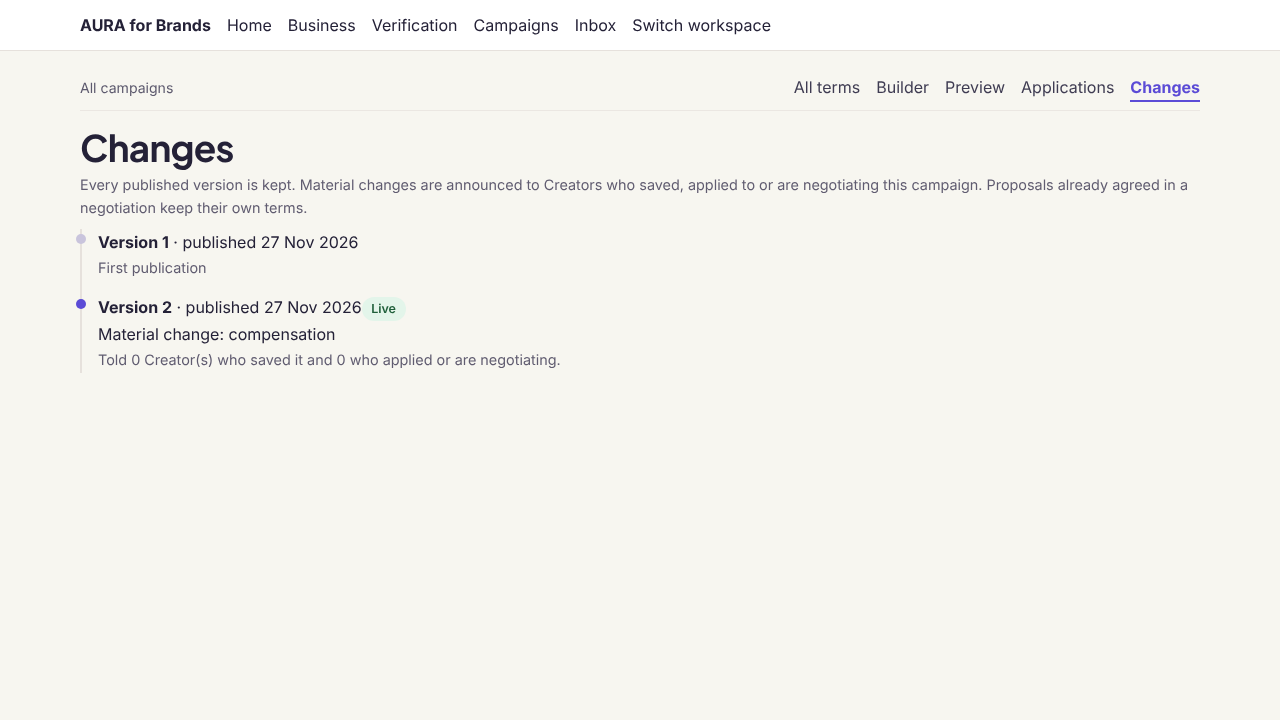 AURA for Brands Home Business Verification Campaigns Inbox Switch workspace
All campaigns All terms Builder Preview Applications Changes
Changes
Every published version is kept. Material changes are announced to Creators who saved, applied to or are negotiating this campaign. Proposals already agreed in a
negotiation keep their own terms.
Version 1 · published 27 Nov 2026
First publication
Version 2 · published 27 Nov 2026 Live
Material change: compensation
Told 0 Creator(s) who saved it and 0 who applied or are negotiating.